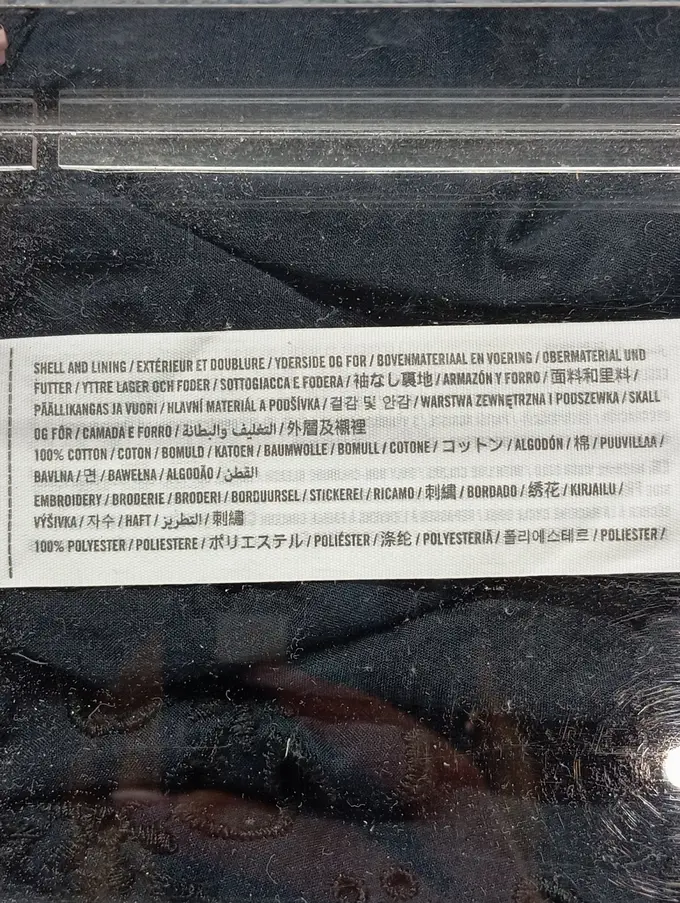 SHELL AND LINING / EXTÉRIEUR ET DOUBLURE / YDERSIDE OG FOR / BOVENMATERIAAL EN VOERING / OBERMATERIAL UND
FUTTER / YTTRE LAGER OCH FODER / SOTTOGIACCA E FODERA / 袖なし裏地 / ARMAZÓN Y FORRO / 面料和里料 /
PÄÄLLIKANGAS JA VUORI / HLAVNÍ MATERIÁL A PODŠÍVKA / 겉감 및 안감 / WARSTWA ZEWNĘTRZNA I PODSZEWKA / SKALL
OG FÔR / CAMADA E FORRO / التغليف والبطانة / 外層及襯裡
100% COTTON / COTON / BOMULD / KATOEN / BAUMWOLLE / BOMULL / COTONE / コットン / ALGODÓN / 棉 / PUUVILLAA /
BAVLNA / 면 / BAWEŁNA / ALGODÃO / القطن
EMBROIDERY / BRODERIE / BRODERI / BORDUURSEL / STICKEREI / RICAMO / 刺繍 / BORDADO / 绣花 / KIRJAILU /
VÝŠIVKA / 자수 / HAFT / التطريز / 刺繡
100% POLYESTER / POLIESTERE / ポリエステル / POLIÉSTER / 涤纶 / POLYESTERIÄ / 폴리에스테르 / POLIESTER /